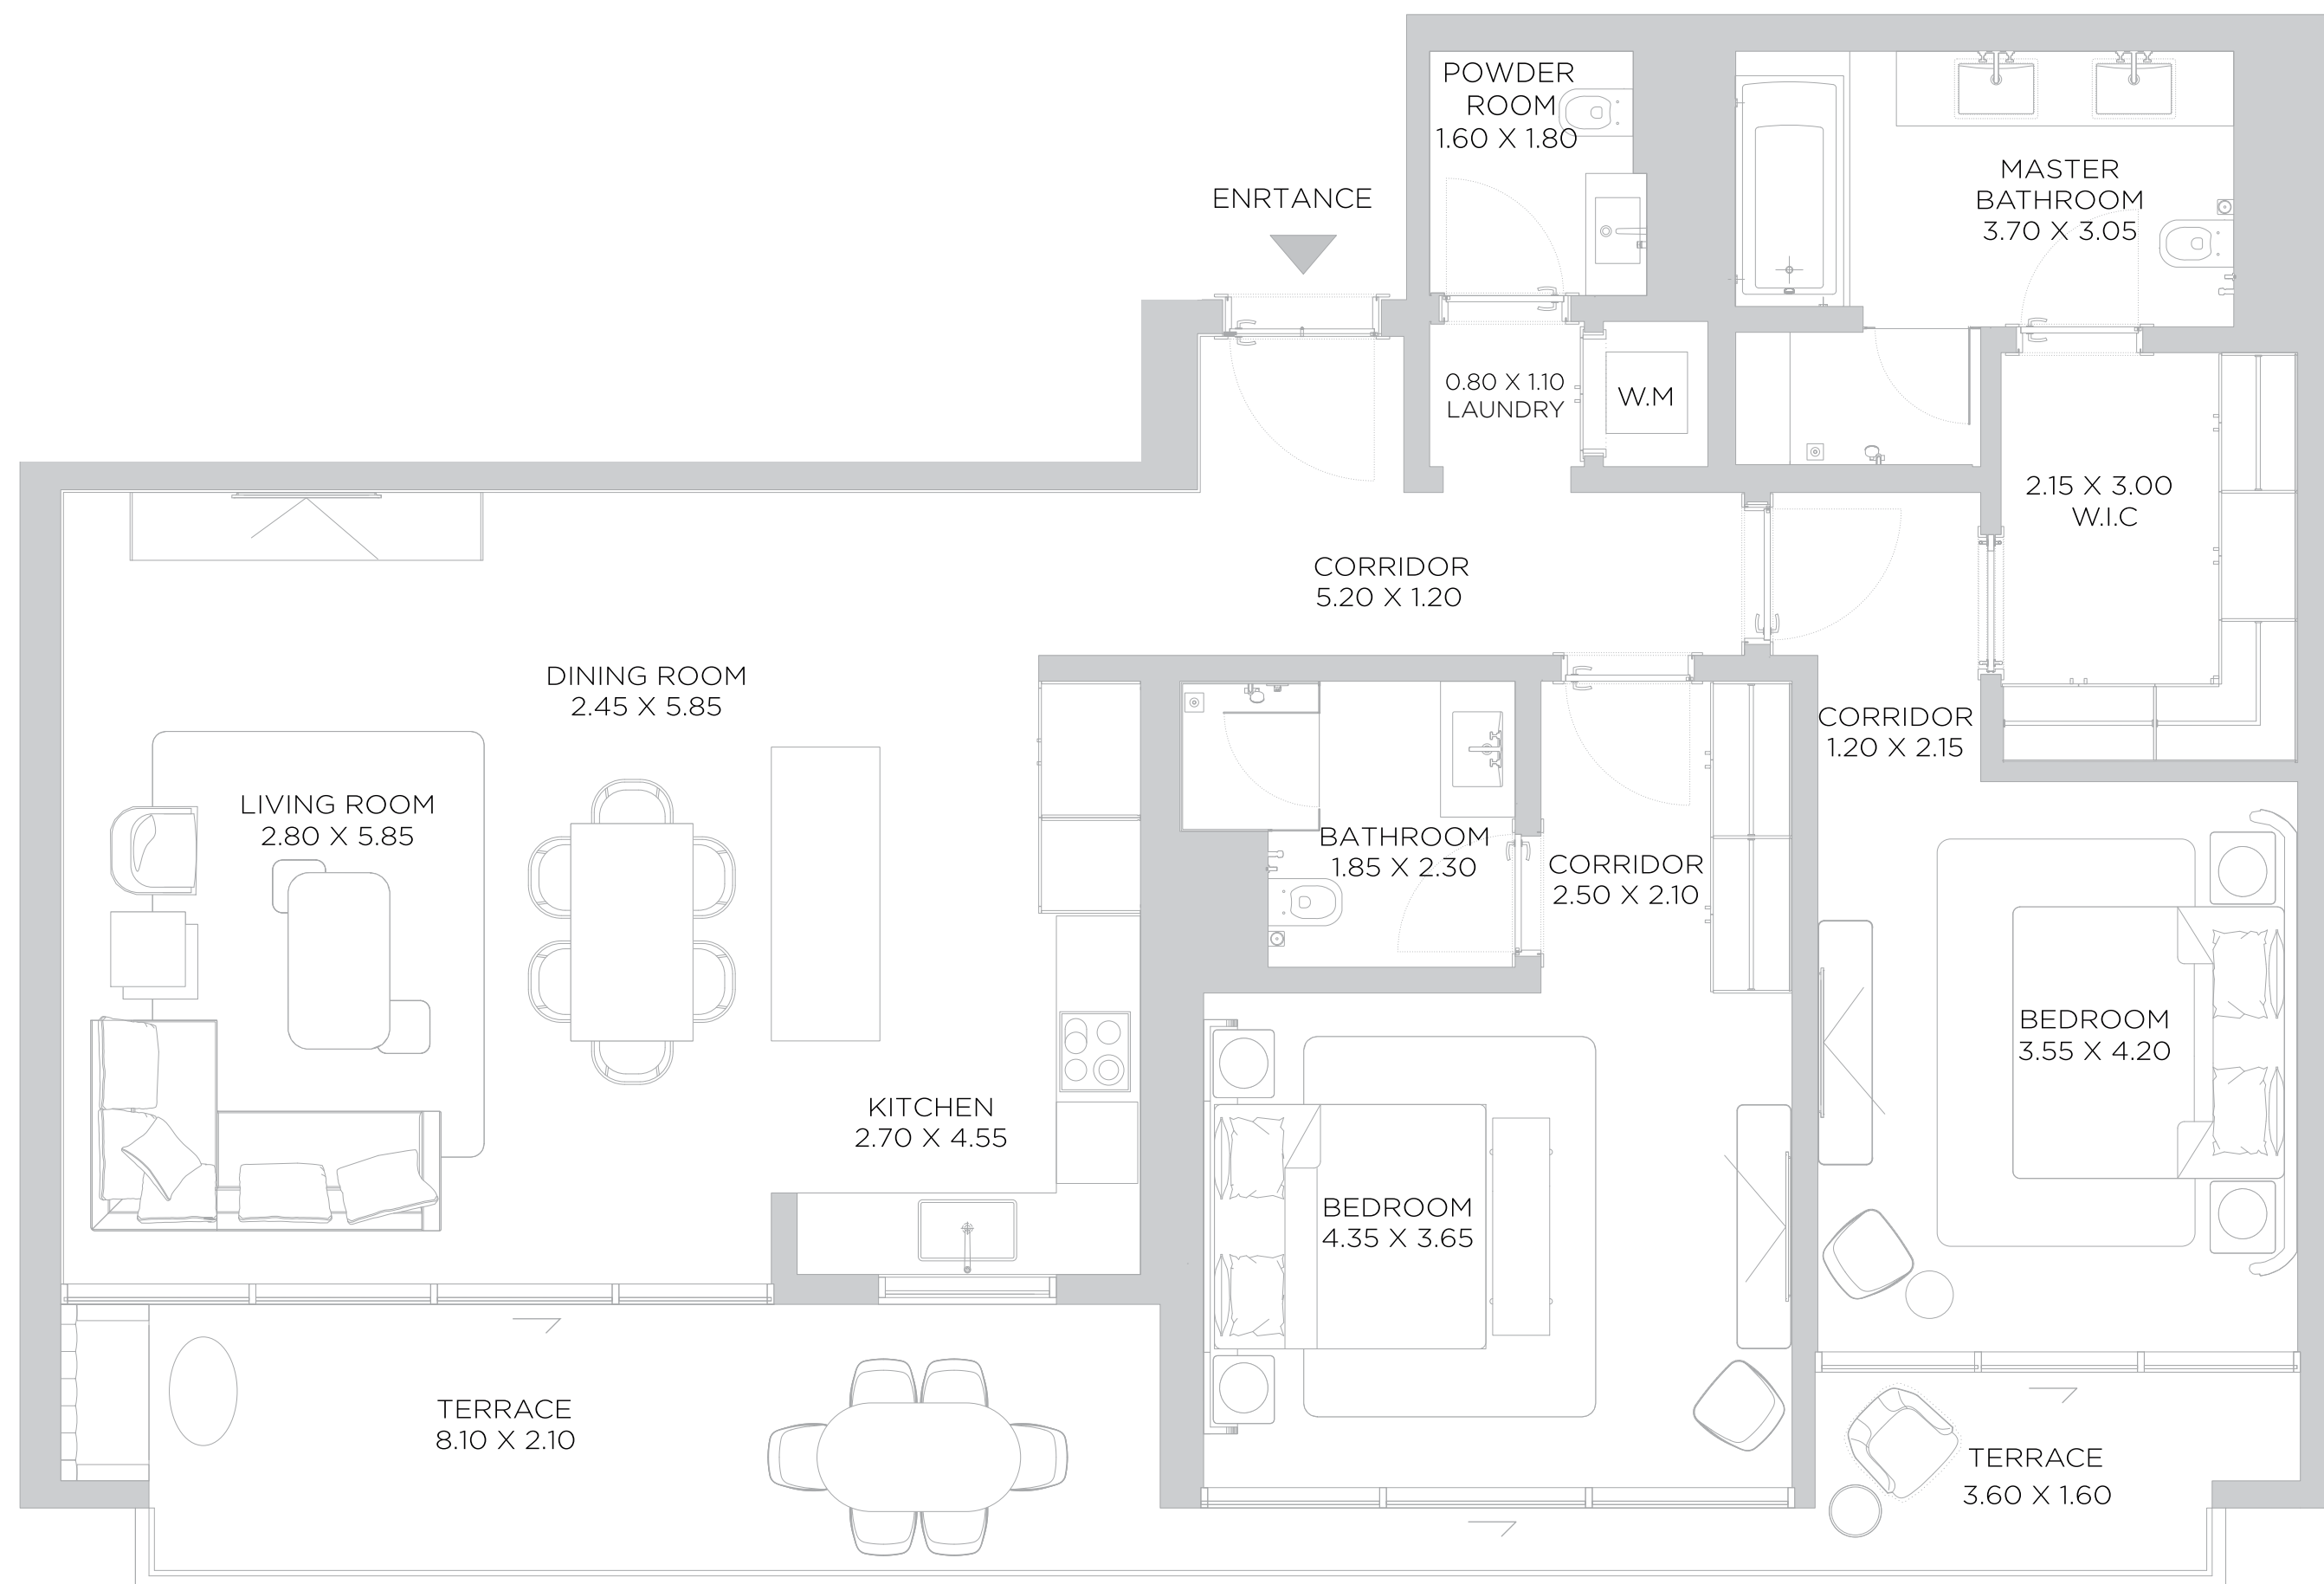 POWDER
ROOM
1.60 X 1.80
MASTER
BATHROOM
3.70 X 3.05
ENRTANCE
0.80 X 1.10
LAUNDRY
W.M
2.15 X 3.00
W.I.C
CORRIDOR
5.20 X 1.20
DINING ROOM
2.45 X 5.85
CORRIDOR
1.20 X 2.15
LIVING ROOM
2.80 X 5.85
BATHROOM
1.85 X 2.30
CORRIDOR
2.50 X 2.10
BEDROOM
3.55 X 4.20
KITCHEN
2.70 X 4.55
BEDROOM
4.35 X 3.65
TERRACE
8.10 X 2.10
TERRACE
3.60 X 1.60